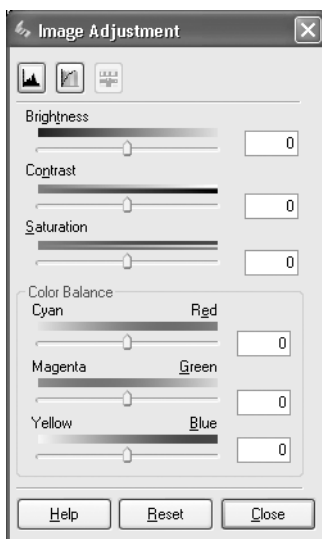 Image Adjustment
Brightness
0
Contrast
0
Saturation
0
Color Balance
Cyan Red
0
Magenta Green
0
Yellow Blue
0
Help Reset Close